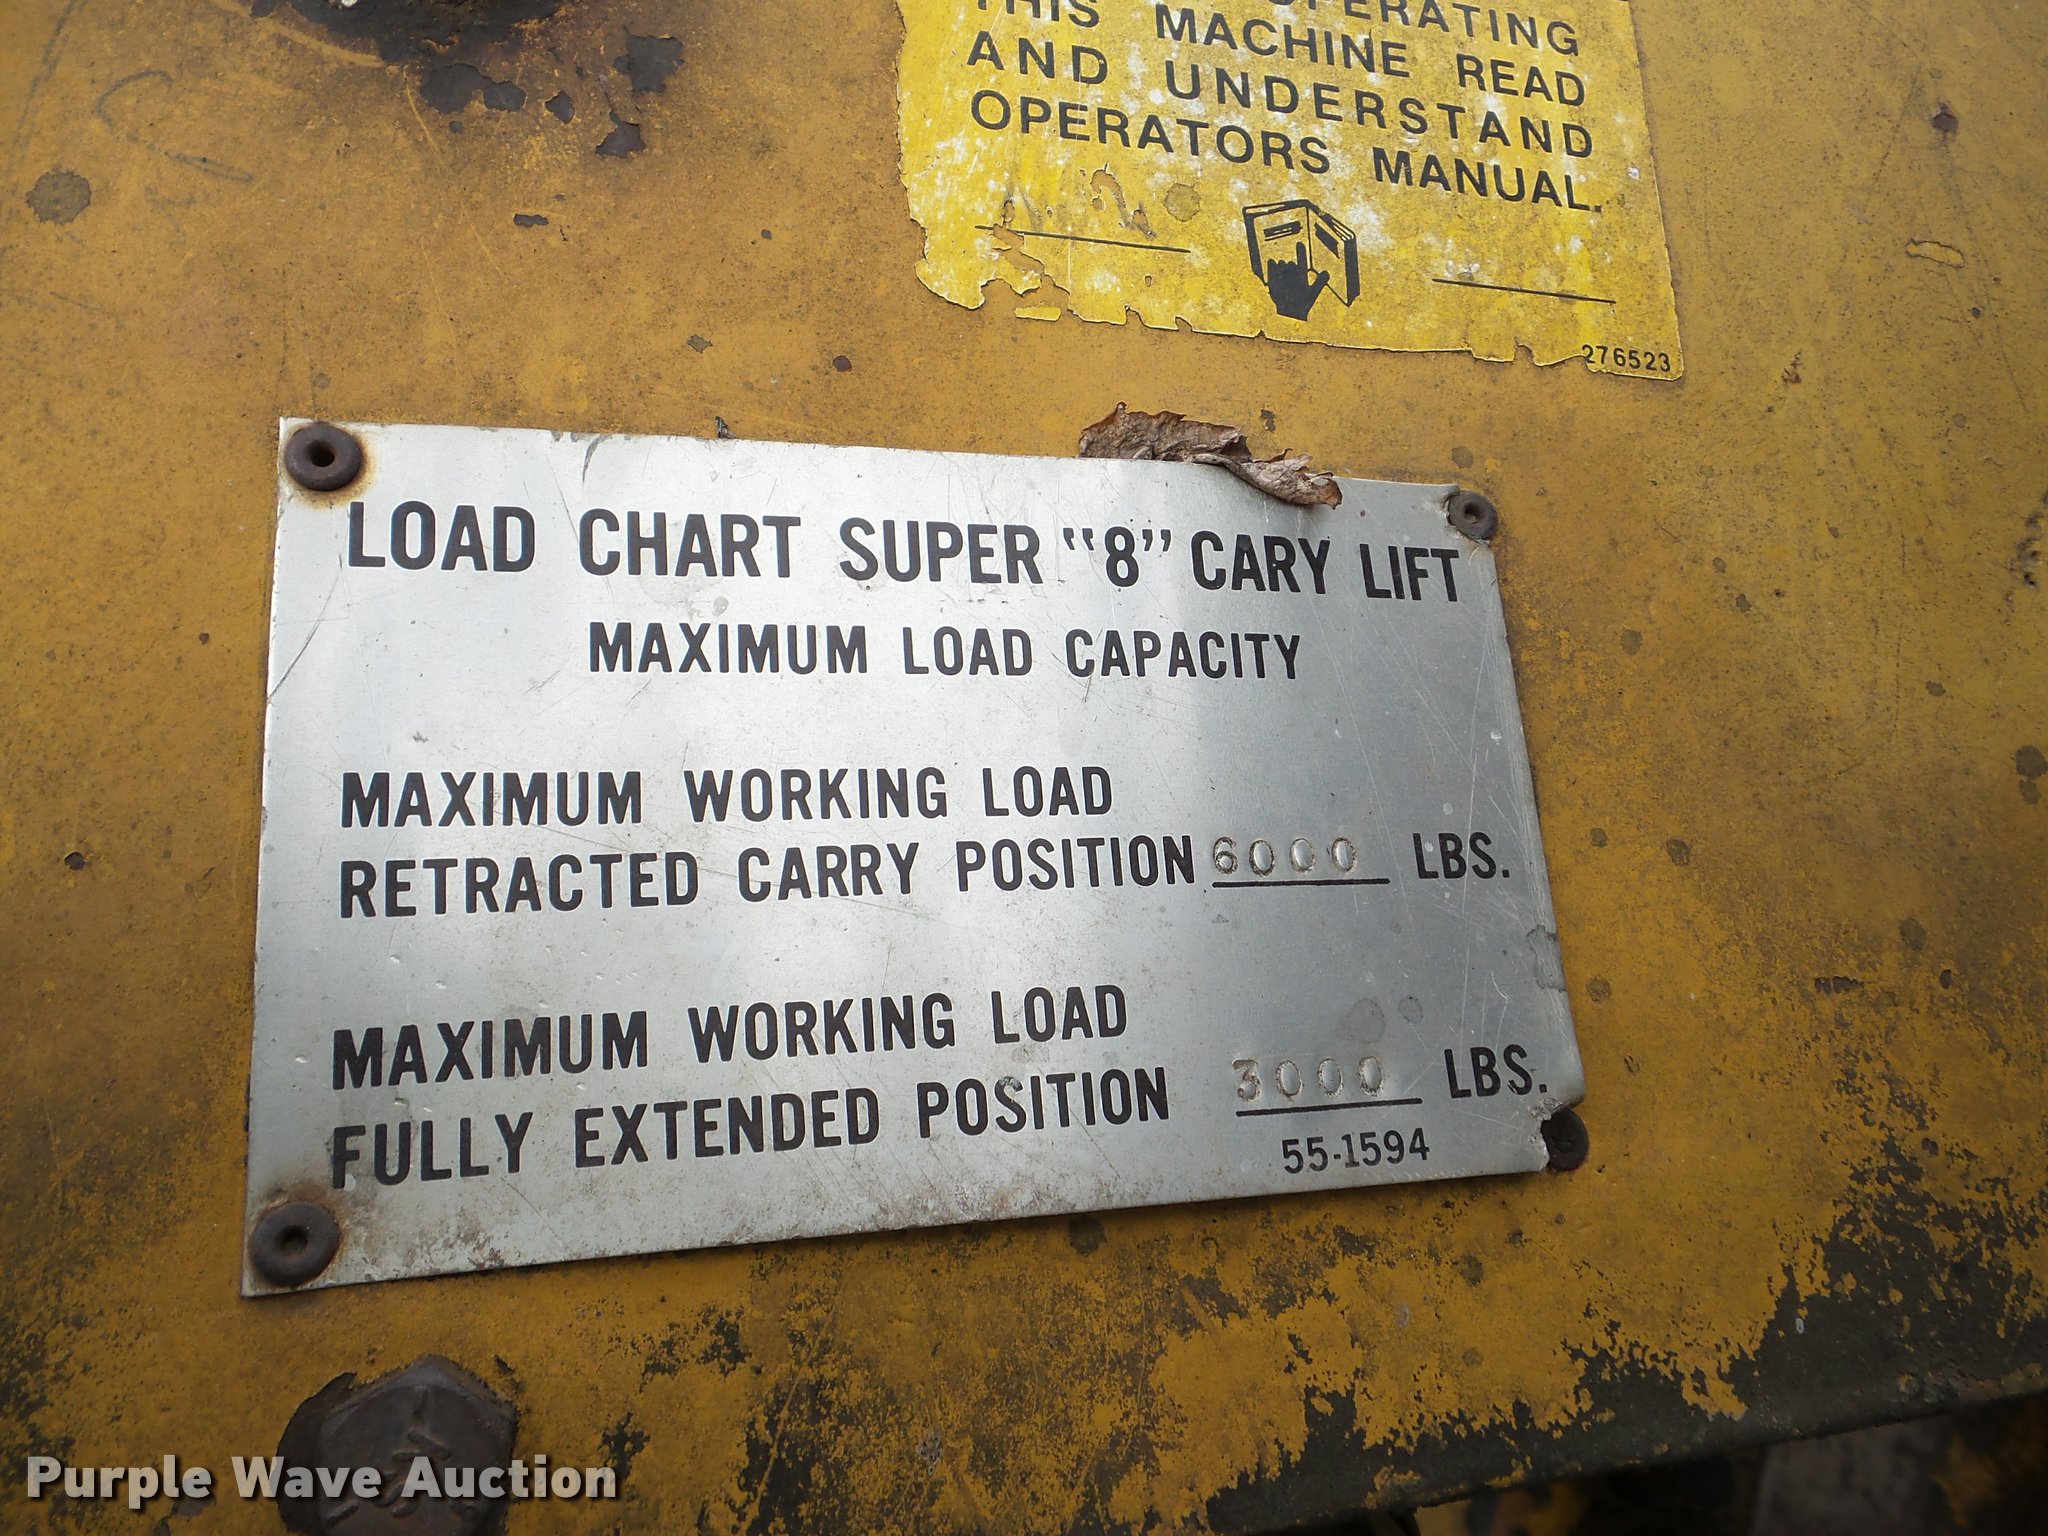 OPERATING
THIS MACHINE READ
AND UNDERSTAND
OPERATORS MANUAL.
276523
LOAD CHART SUPER "8" CARY LIFT
MAXIMUM LOAD CAPACITY
MAXIMUM WORKING LOAD
RETRACTED CARRY POSITION 6000 LBS.
MAXIMUM WORKING LOAD
FULLY EXTENDED POSITION 3000 LBS.
55-1594
Purple Wave Auction